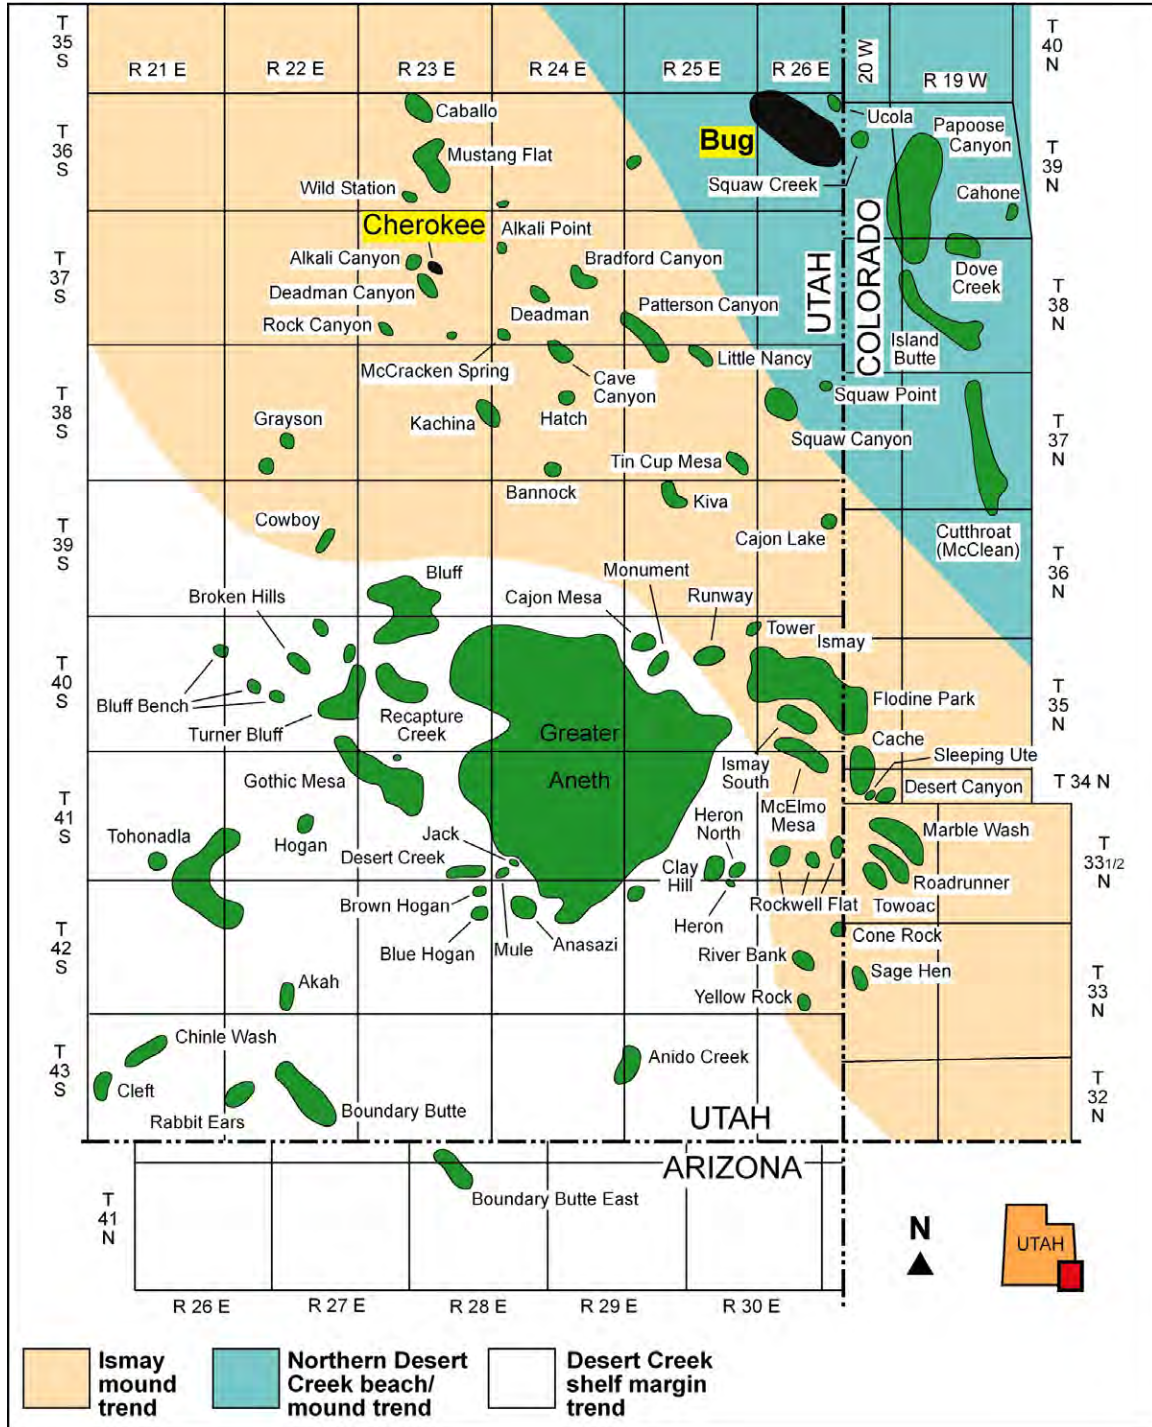 T
35
S
R 21 E
R 22 E
R 23 E
R 24 E
R 25 E
R 26 E
20 W
R 19 W
T
40
N
T
36
S
Caballo
Mustang Flat
Wild Station
Bug
Ucola
Squaw Creek
Papoose
Canyon
Cahone
T
39
N
Cherokee
Alkali Point
T
37
S
Alkali Canyon
Deadman Canyon
Rock Canyon
Bradford Canyon
Deadman
Patterson Canyon
McCracken Spring
Little Nancy
UTAH
COLORADO
Dove
Creek
Island
Butte
T
38
N
T
38
S
Grayson
Kachina
Cave
Canyon
Hatch
Bannock
Tin Cup Mesa
Squaw Point
Squaw Canyon
T
37
N
T
39
S
Cowboy
Kiva
Cajon Lake
Cutthroat
(McClean)
T
36
N
Bluff
Broken Hills
Cajon Mesa
Monument
Runway
Tower
Ismay
T
40
S
Bluff Bench
Turner Bluff
Recapture
Creek
Greater
Aneth
Flodine Park
T
35
N
Gothic Mesa
Ismay
South
McElmo
Mesa
Cache
Sleeping Ute
Desert Canyon
T 34 N
T
41
S
Tohonadla
Hogan
Jack
Desert Creek
Heron
North
Clay
Hill
Marble Wash
Roadrunner
Towoac
T
33 1/2
N
Brown Hogan
Blue Hogan
Mule
Anasazi
Heron
Rockwell Flat
T
42
S
River Bank
Cone Rock
Sage Hen
Yellow Rock
Akah
T
33
N
T
43
S
Chinle Wash
Cleft
Rabbit Ears
Boundary Butte
Anido Creek
T
32
N
UTAH
ARIZONA
Boundary Butte East
T
41
N
R 26 E
R 27 E
R 28 E
R 29 E
R 30 E
N
UTAH
Ismay
mound
trend
Northern Desert
Creek beach/
mound trend
Desert Creek
shelf margin
trend